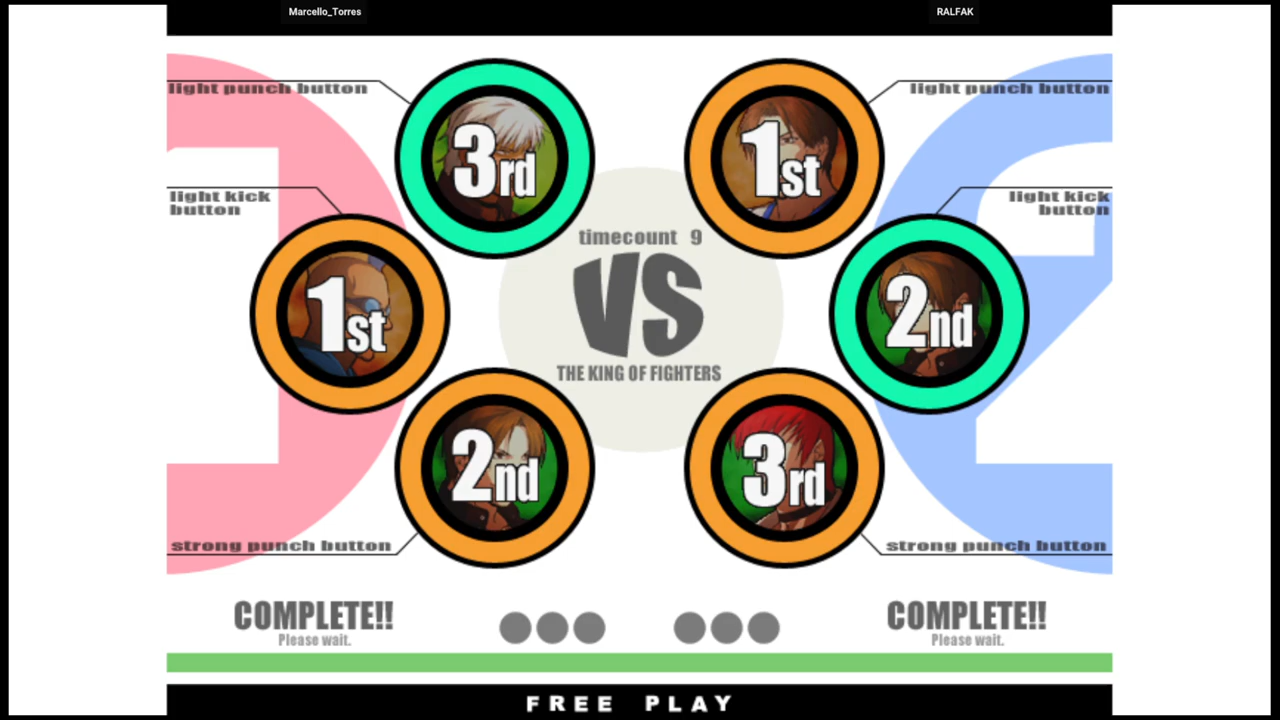 Marcello_Torres
RALFAK
light punch button
3rd
1st
light punch button
light kick
button
light kick
button
timecount 9
1st
VS
2nd
THE KING OF FIGHTERS
2nd
3rd
strong punch button
strong punch button
COMPLETE!!
Please wait.
COMPLETE!!
Please wait.
FREE PLAY